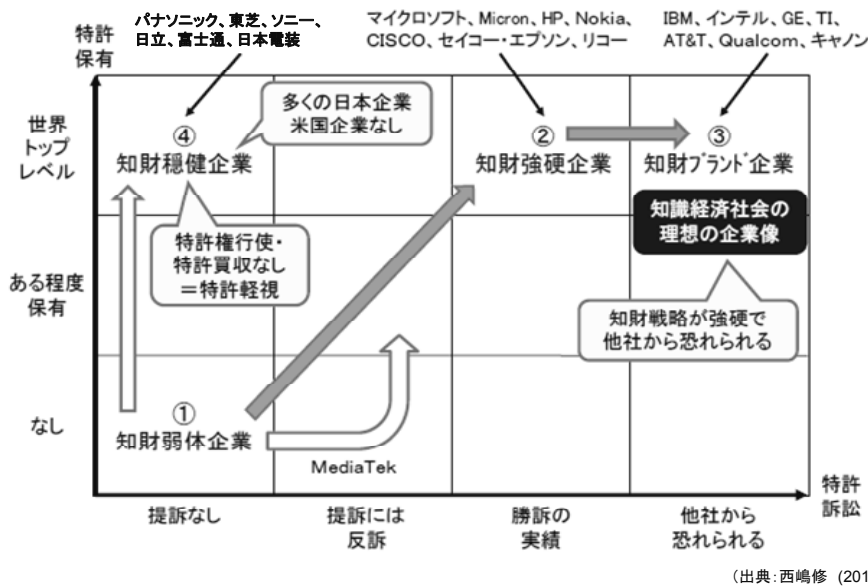 特許
保有
パナソニック、東芝、ソニー、
日立、富士通、日本電装
マイクロソフト、Micron、HP、Nokia、
CISCO、セイコー・エプソン、リコー
IBM、インテル、GE、TI、
AT&T、Qualcom、キャノン
世界
トップ
レベル
④
知財穏健企業
多くの日本企業
米国企業なし
②
知財強硬企業
③
知財ブランド企業
知識経済社会の
理想の企業像
特許権行使・
特許買収なし
＝特許軽視
ある程度
保有
知財戦略が強硬で
他社から恐れられる
なし
①
知財弱体企業
MediaTek
特許
訴訟
提訴なし
提訴には
反訴
勝訴の
実績
他社から
恐れられる
（出典：西嶋修 (201